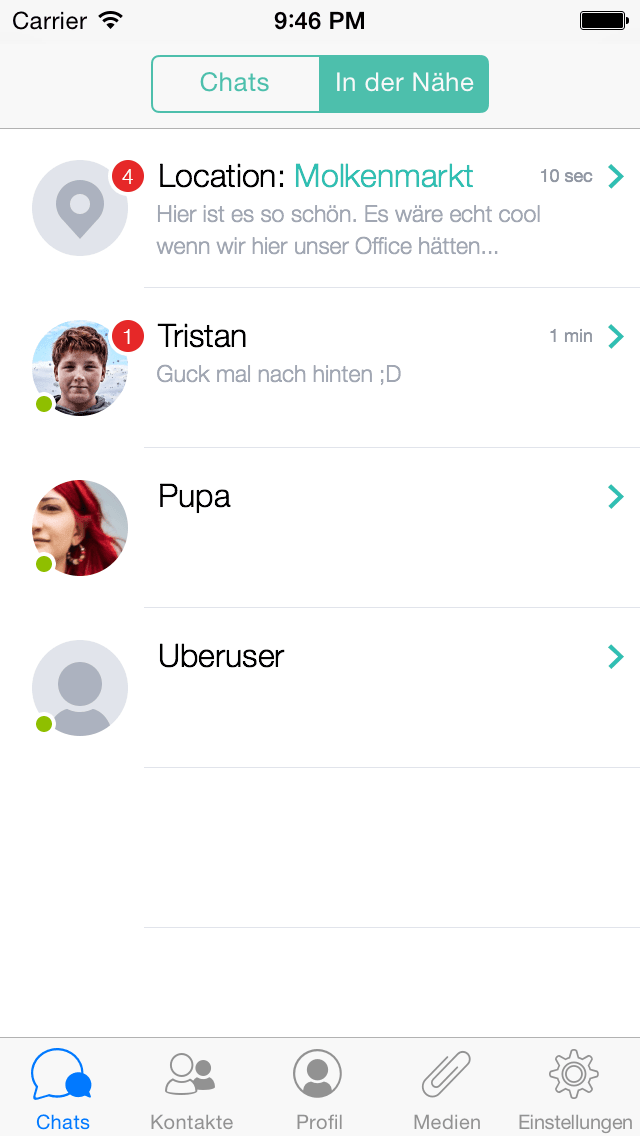 Carrier 9:46 PM
Chats In der Nähe
4 Location: Molkenmarkt 10 sec
Hier ist es so schön. Es wäre echt cool
wenn wir hier unser Office hätten...
1 Tristan 1 min
Guck mal nach hinten ;D
Pupa
Uberuser
Chats Kontakte Profil Medien Einstellungen